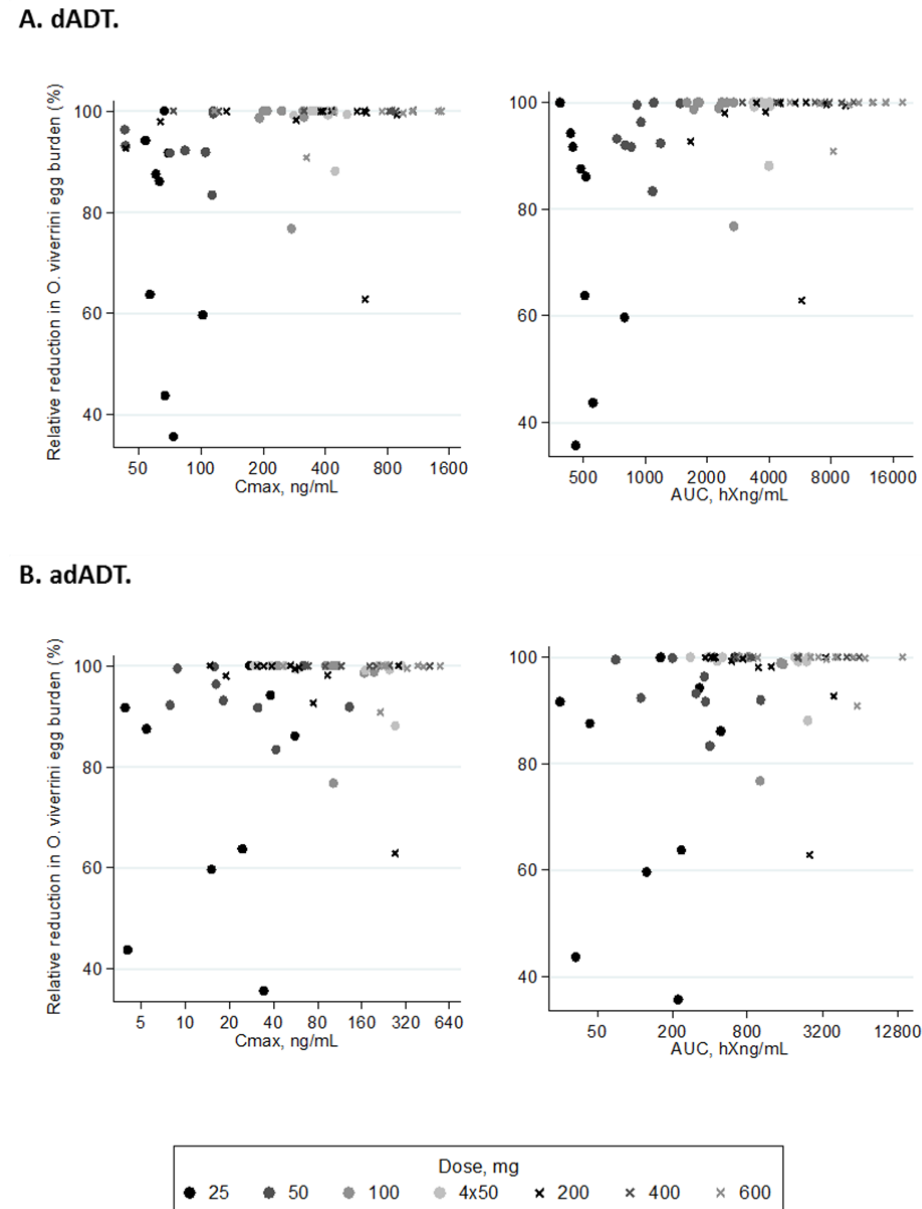 A. dADT.
Relative reduction in O. viverrini egg burden (%)
100
80
60
40
50 100 200 400 800 1600
Cmax, ng/mL
100
80
60
40
500 1000 2000 4000 8000 16000
AUC, hXng/mL
B. adADT.
Relative reduction in O. viverrini egg burden (%)
100
80
60
40
5 10 20 40 80 160 320 640
Cmax, ng/mL
100
80
60
40
50 200 800 3200 12800
AUC, hXng/mL
Dose, mg
25 50 100 4x50 200 400 600